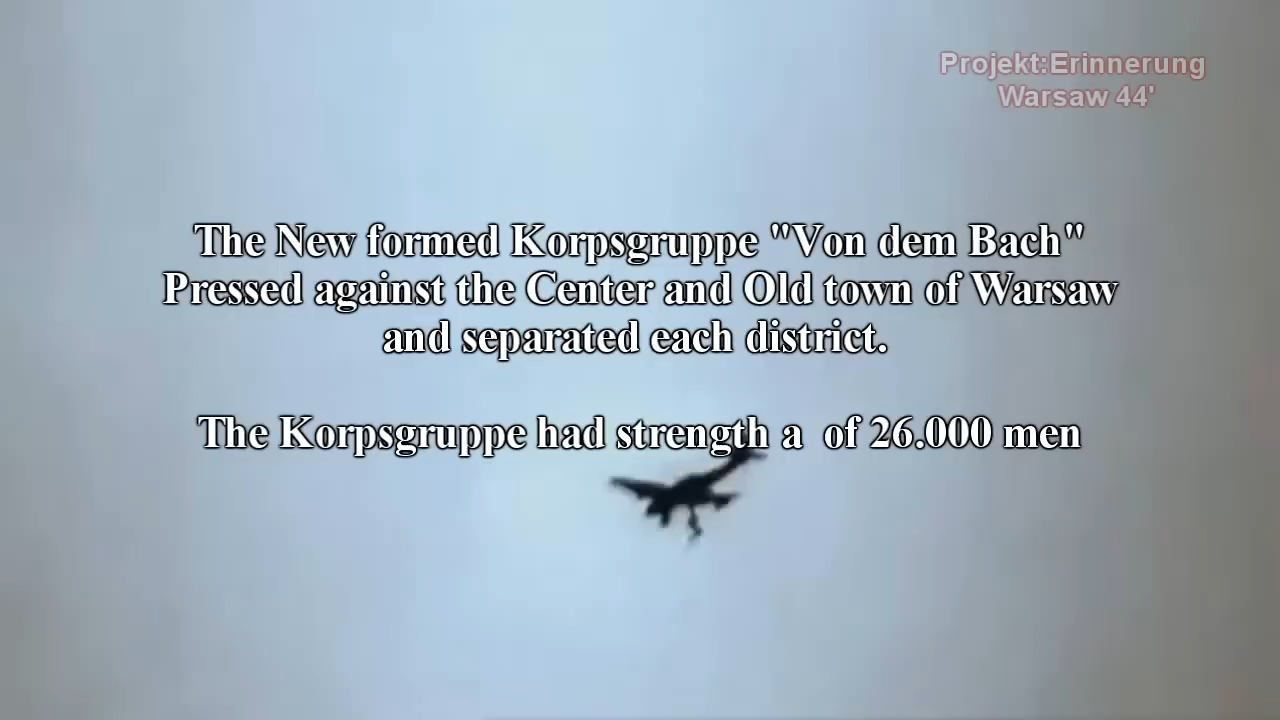 Projekt:Erinnerung
Warsaw 44'
The New formed Korpsgruppe "Von dem Bach"
Pressed against the Center and Old town of Warsaw
and separated each district.
The Korpsgruppe had strength a  of 26.000 men